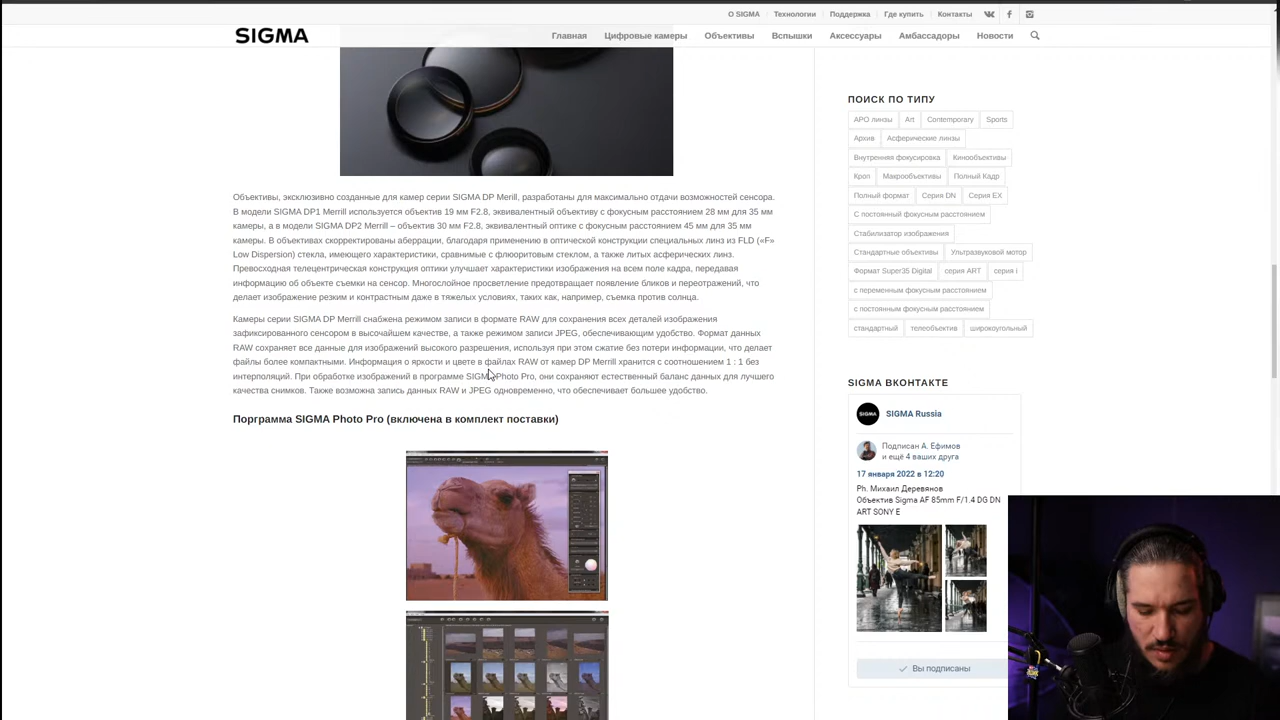 О SIGMA
Технологии
Поддержка
Где купить
Контакты
SIGMA
Главная
Цифровые камеры
Объективы
Вспышки
Аксессуары
Амбассадоры
Новости
Объективы, эксклюзивно созданные для камер серии SIGMA DP Merill, разработаны для максимально отдачи возможностей сенсора.
В модели SIGMA DP1 Merrill используется объектив 19 мм F2.8, эквивалентный объективу с фокусным расстоянием 28 мм для 35 мм
камеры, а в модели SIGMA DP2 Merrill – объектив 30 мм F2.8, эквивалентный оптике с фокусным расстоянием 45 мм для 35 мм
камеры. В объективах скорректированы аберрации, благодаря применению в оптической конструкции специальных линз из FLD («F»
Low Dispersion) стекла, имеющего характеристики, сравнимые с флюоритовым стеклом, а также литых асферических линз.
Превосходная телецентрическая конструкция оптики улучшает характеристики изображения на всем поле кадра, передавая
информацию об объекте съемки на сенсор. Многослойное просветление предотвращает появление бликов и переотражений, что
делает изображение резким и контрастным даже в тяжелых условиях, таких как, например, съемка против солнца.
Камеры серии SIGMA DP Merrill снабжена режимом записи в формате RAW для сохранения всех деталей изображения
зафиксированного сенсором в высочайшем качестве, а также режимом записи JPEG, обеспечивающим удобство. Формат данных
RAW сохраняет все данные для изображений высокого разрешения, используя при этом сжатие без потери информации, что делает
файлы более компактными. Информация о яркости и цвете в файлах RAW от камер DP Merrill хранится с соотношением 1 : 1 без
интерполяций. При обработке изображений в программе SIGMA Photo Pro, они сохраняют естественный баланс данных для лучшего
качества снимков. Также возможна запись данных RAW и JPEG одновременно, что обеспечивает большее удобство.
Порграмма SIGMA Photo Pro (включена в комплект поставки)
ПОИСК ПО ТИПУ
APO линзы
Art
Contemporary
Sports
Архив
Асферические линзы
Внутренняя фокусировка
Кинообъективы
Кроп
Макрообъективы
Полный Кадр
Полный формат
Серия DN
Серия EX
С постоянный фокусным расстоянием
Стабилизатор изображения
Стандартные объективы
Ультразвуковой мотор
Формат Super35 Digital
серия ART
серия i
с переменным фокусным расстоянием
с постоянным фокусным расстоянием
стандартный
телеобъектив
широкоугольный
SIGMA ВКОНТАКТЕ
SIGMA
SIGMA Russia
Подписан А. Ефимов
и ещё 4 ваших друга
17 января 2022 в 12:20
Ph. Михаил Деревянов
Объектив Sigma AF 85mm F/1.4 DG DN
ART SONY E
Вы подписаны